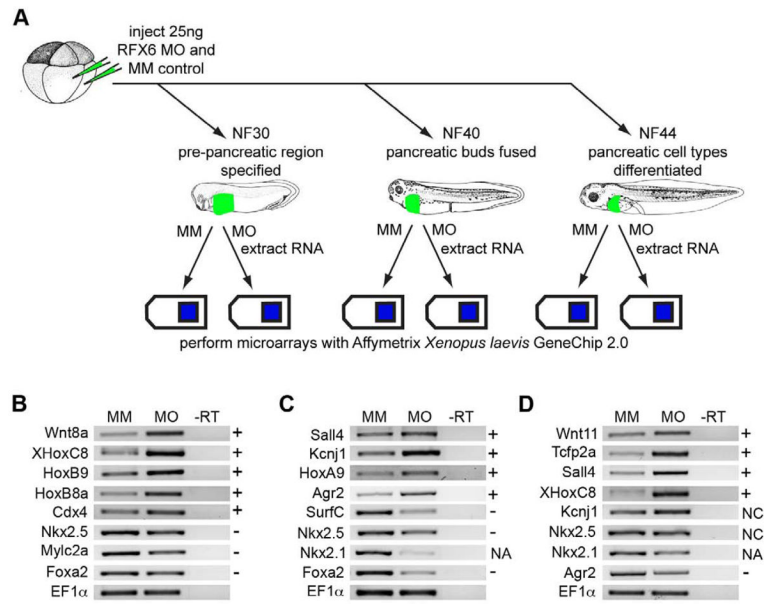 A
inject 25ng
RFX6 MO and
MM control
NF30
pre-pancreatic region
specified
NF40
pancreatic buds fused
NF44
pancreatic cell types
differentiated
MM MO
extract RNA
MM MO
extract RNA
MM MO
extract RNA
perform microarrays with Affymetrix Xenopus laevis GeneChip 2.0
B
MM MO -RT
Wnt8a +
XHoxC8 +
HoxB9 +
HoxB8a +
Cdx4 +
Nkx2.5 -
Mylc2a -
Foxa2 -
EF1α
C
MM MO -RT
Sall4 +
Kcnj1 +
HoxA9 +
Agr2 +
SurfC -
Nkx2.5 -
Nkx2.1 NA
Foxa2 -
EF1α
D
MM MO -RT
Wnt11 +
Tcfp2a +
Sall4 +
XHoxC8 +
Kcnj1 NC
Nkx2.5 NC
Nkx2.1 NA
Agr2 -
EF1α